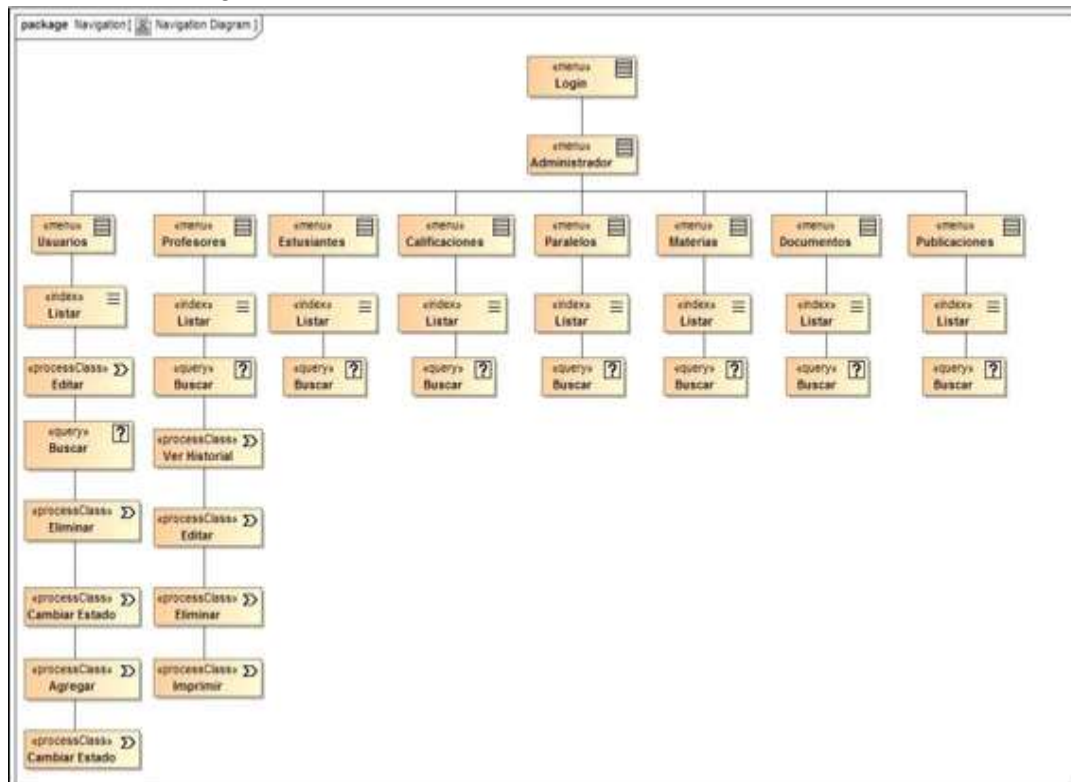 package Navigation [ Navigation Diagram ]
«menu»
Login
«menu»
Administrador
«menu» «menu» «menu» «menu» «menu» «menu» «menu» «menu»
Usuarios Profesores Estusiantes Calificaciones Paralelos Materias Documentos Publicaciones
«index» «index» «index» «index» «index» «index» «index» «index»
Listar Listar Listar Listar Listar Listar Listar Listar
«processClass» «query» «query» «query» «query» «query» «query» «query»
Editar Buscar Buscar Buscar Buscar Buscar Buscar Buscar
«query» «processClass»
Buscar Ver Historial
«processClass» «processClass»
Eliminar Editar
«processClass» «processClass»
Cambiar Estado Eliminar
«processClass» «processClass»
Agregar Imprimir
«processClass»
Cambiar Estado